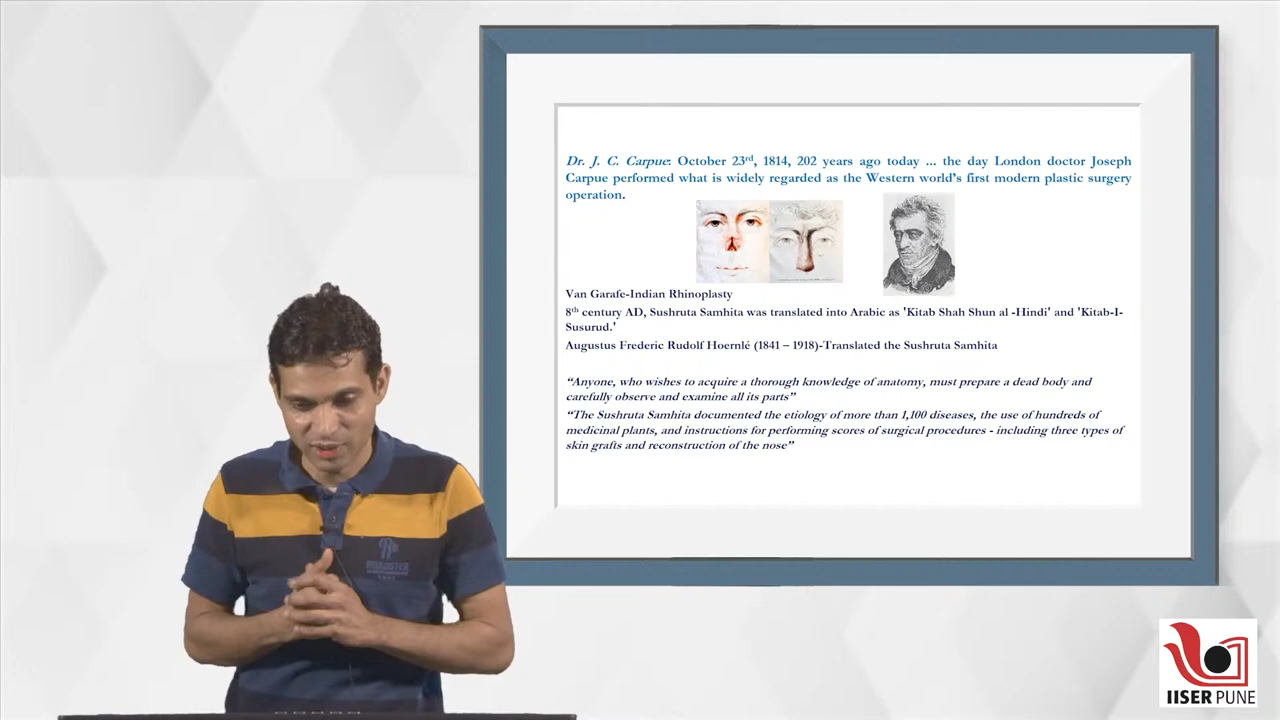 Dr. J. C. Carpue: October 23rd, 1814, 202 years ago today ... the day London doctor Joseph
Carpue performed what is widely regarded as the Western world's first modern plastic surgery
operation.
Van Garafe-Indian Rhinoplasty
8th century AD, Sushruta Samhita was translated into Arabic as 'Kitab Shah Shun al -Hindi' and 'Kitab-I-
Susurud.'
Augustus Frederic Rudolf Hoernlé (1841 – 1918)-Translated the Sushruta Samhita
“Anyone, who wishes to acquire a thorough knowledge of anatomy, must prepare a dead body and
carefully observe and examine all its parts”
“The Sushruta Samhita documented the etiology of more than 1,100 diseases, the use of hundreds of
medicinal plants, and instructions for performing scores of surgical procedures - including three types of
skin grafts and reconstruction of the nose”
ROADSTER
IISER PUNE